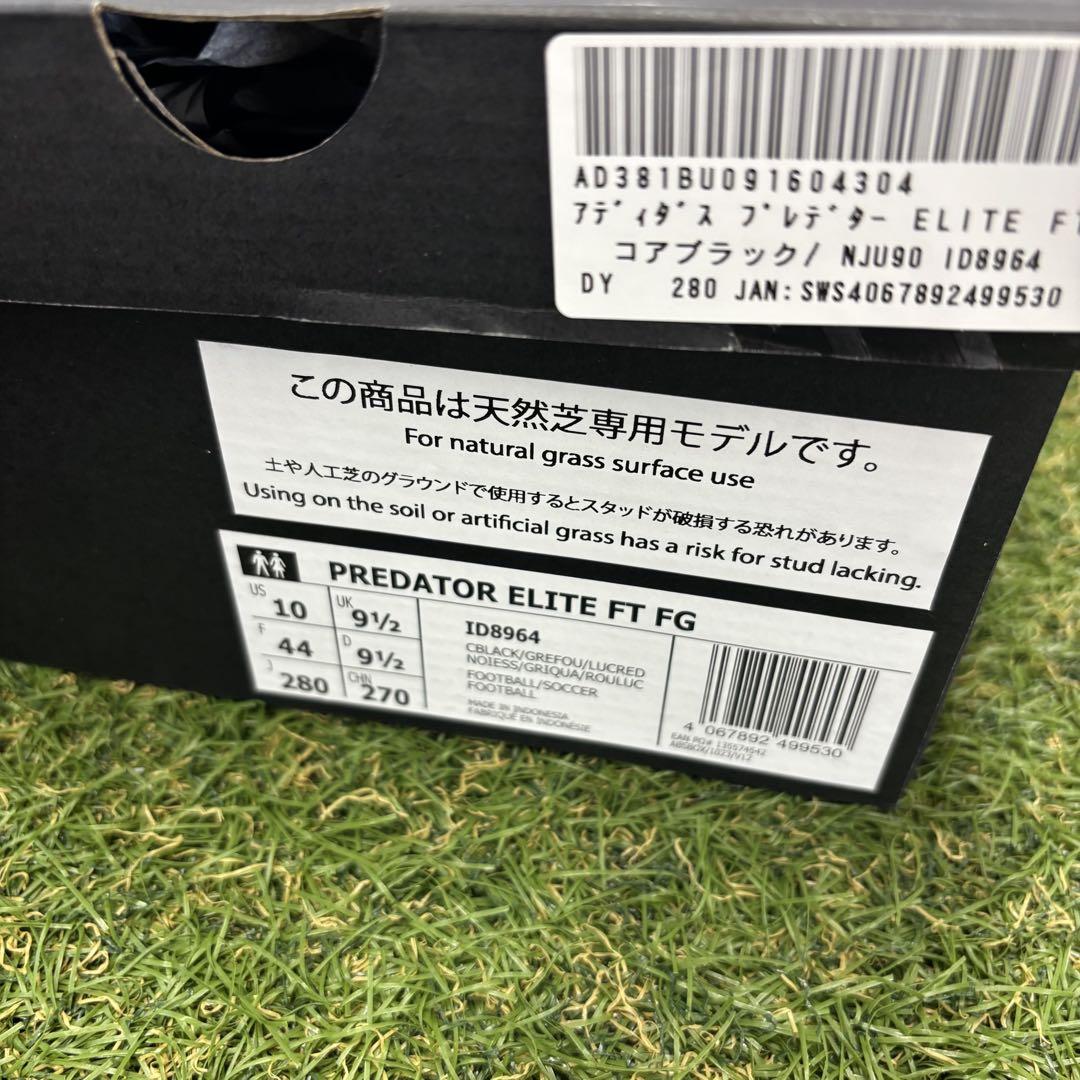 AD381BU091604304
アディダス プレデター ELITE FT
コアブラック/ NJU90 ID8964
DY 280 JAN:SWS4067892499530
この商品は天然芝専用モデルです。
For natural grass surface use
土や人工芝のグラウンドで使用するとスタッドが破損する恐れがあります。
Using on the soil or artificial grass has a risk for stud lacking.
PREDATOR ELITE FT FG
US 10 UK 9½
F 44 D 9½
J 280 CHN 270
ID8964
CBLACK/GREFOU/LUCRED
NOIESS/GRIQUA/ROULUC
FOOTBALL/SOCCER
FOOTBALL
MADE IN INDONESIA
FABRIQUÉ EN INDONÉSIE
4 067892 499530
EAN PO# 135574542
ABSBOX/1023/V12